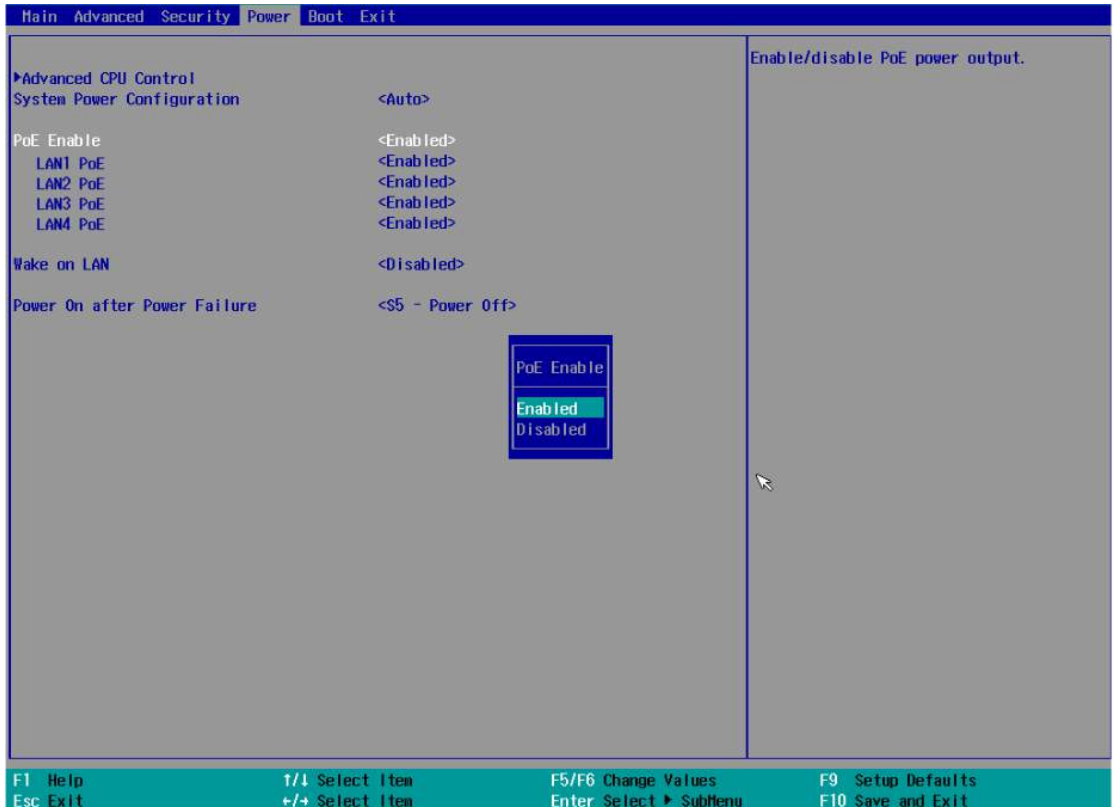 Main Advanced Security Power Boot Exit
Enable/disable PoE power output.
▶Advanced CPU Control
System Power Configuration <Auto>
PoE Enable <Enabled>
LAN1 PoE <Enabled>
LAN2 PoE <Enabled>
LAN3 PoE <Enabled>
LAN4 PoE <Enabled>
Wake on LAN <Disabled>
Power On after Power Failure <S5 - Power Off>
PoE Enable
Enabled
Disabled
F1 Help ↑/↓ Select Item F5/F6 Change Values F9 Setup Defaults
Esc Exit ←/→ Select Item Enter Select ▶ SubMenu F10 Save and Exit